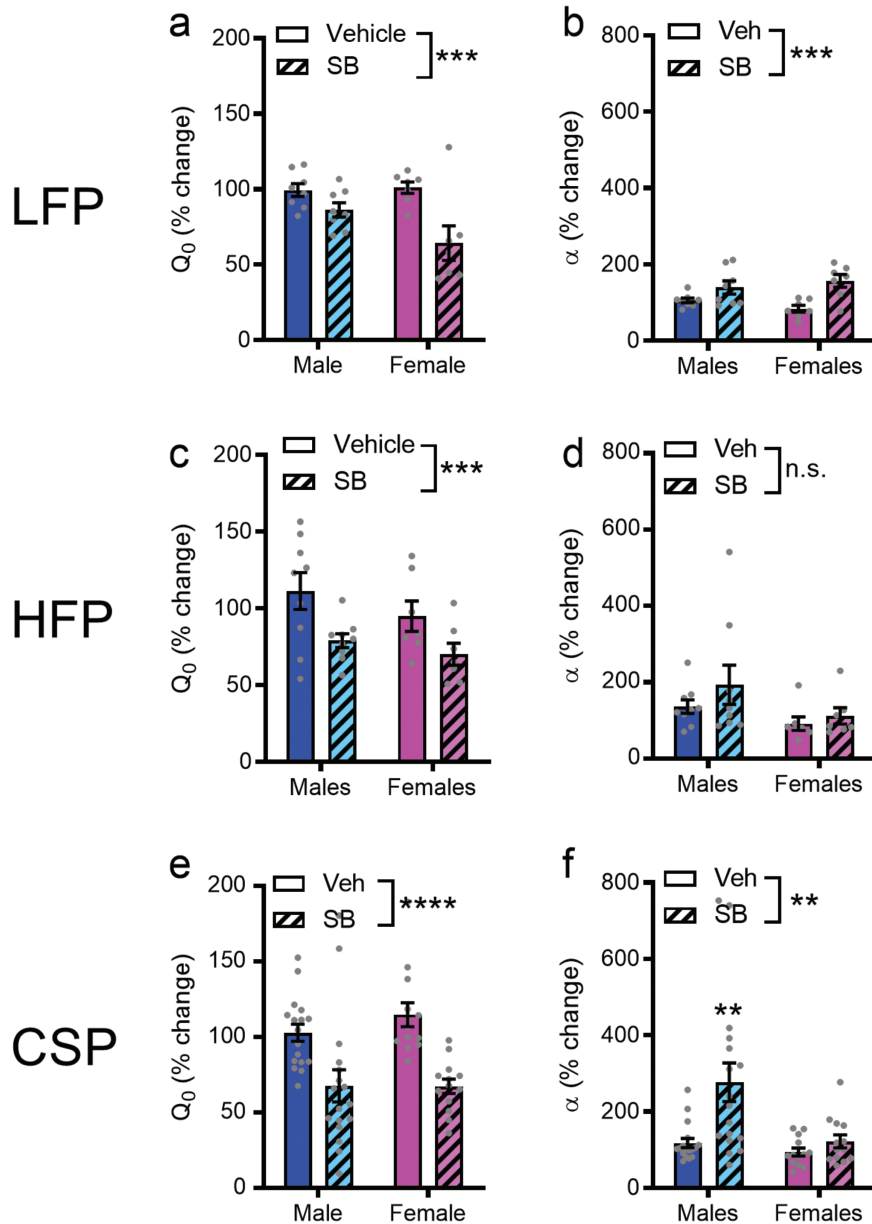 LFP
a
Vehicle
SB
***
Q0 (% change)
200
150
100
50
0
Male Female
b
Veh
SB
***
α (% change)
800
600
400
200
0
Males Females
HFP
c
Vehicle
SB
***
Q0 (% change)
200
150
100
50
0
Males Females
d
Veh
SB
n.s.
α (% change)
800
600
400
200
0
Males Females
CSP
e
Veh
SB
****
Q0 (% change)
200
150
100
50
0
Male Female
f
Veh
SB
**
**
α (% change)
800
600
400
200
0
Males Females